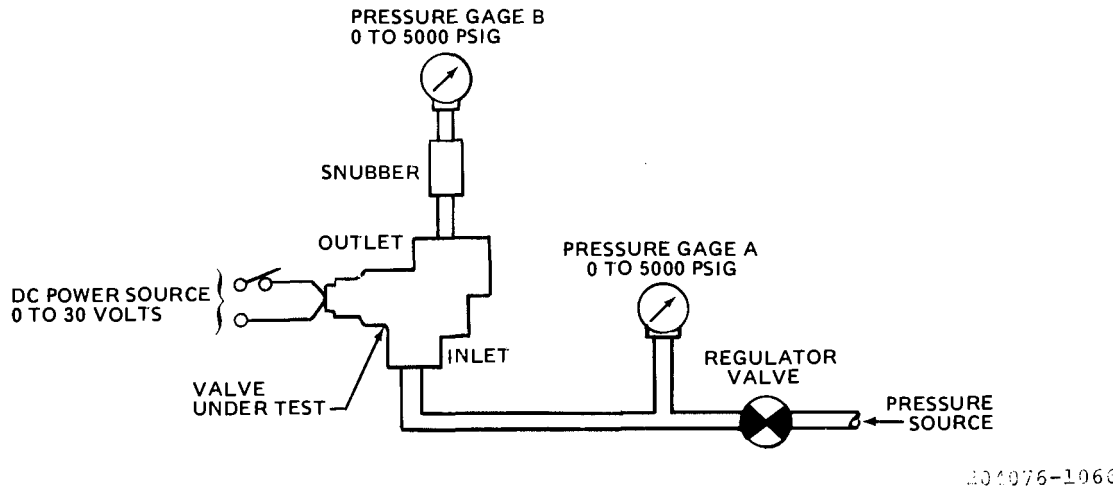 PRESSURE GAGE B
0 TO 5000 PSIG
SNUBBER
OUTLET
PRESSURE GAGE A
0 TO 5000 PSIG
DC POWER SOURCE
0 TO 30 VOLTS
INLET
REGULATOR
VALVE
VALVE
UNDER TEST
PRESSURE
SOURCE